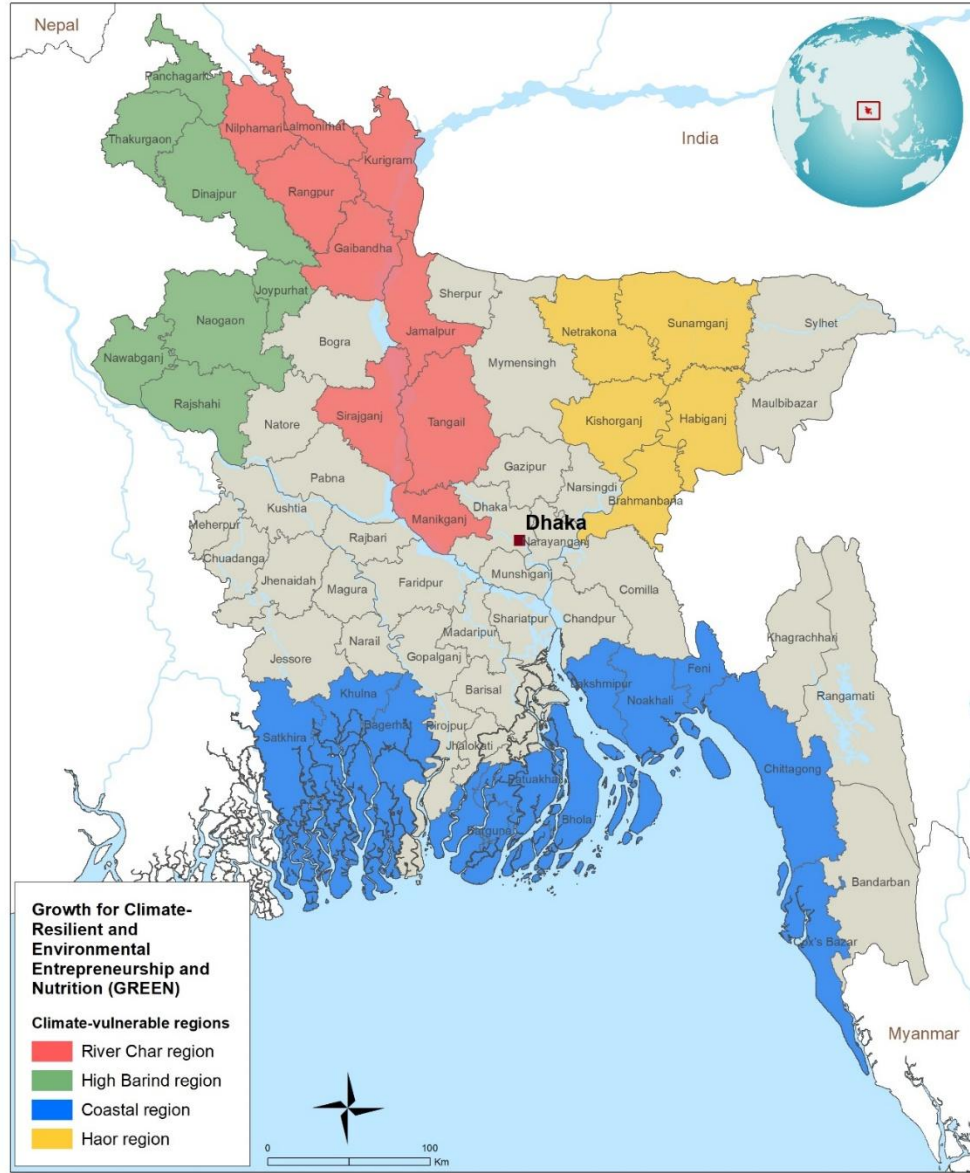 Nepal
Panchagarh
Thakurgaon
Nilphamari
Lalmonirhat
Kurigram
India
Dinajpur
Rangpur
Gaibandha
Joypurhat
Sherpur
Naogaon
Netrakona
Sunamganj
Sylhet
Jamalpur
Bogra
Mymensingh
Nawabganj
Rajshahi
Sirajganj
Tangail
Kishorganj
Habiganj
Maulbibazar
Natore
Gazipur
Pabna
Narsingdi
Brahmanbaria
Kushtia
Manikganj
Dhaka
Dhaka
Meherpur
Rajbari
Narayanganj
Chuadanga
Munshiganj
Jhenaidah
Magura
Faridpur
Comilla
Shariatpur
Chandpur
Khagrachhari
Narail
Madaripur
Jessore
Gopalganj
Feni
Khulna
Barisal
Lakshmipur
Noakhali
Rangamati
Bagerhat
Pirojpur
Satkhira
Jhalokati
Chittagong
Patuakhali
Bhola
Barguna
Bandarban
Cox's Bazar
Myanmar
Growth for Climate-
Resilient and
Environmental
Entrepreneurship and
Nutrition (GREEN)
Climate-vulnerable regions
River Char region
High Barind region
Coastal region
Haor region
0 100
Km